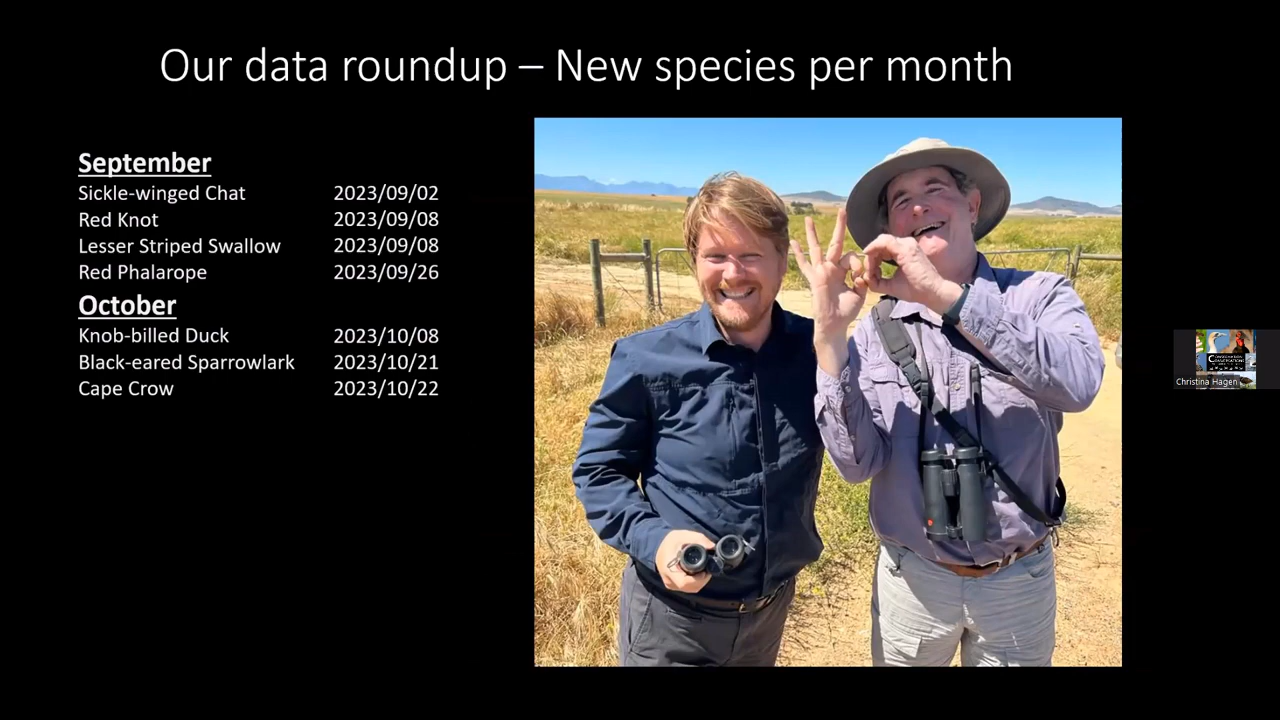 Our data roundup – New species per month
September
Sickle-winged Chat 2023/09/02
Red Knot 2023/09/08
Lesser Striped Swallow 2023/09/08
Red Phalarope 2023/09/26
October
Knob-billed Duck 2023/10/08
Black-eared Sparrowlark 2023/10/21
Cape Crow 2023/10/22
CONSERVATION
CONVERSATIONS
Christina Hagen